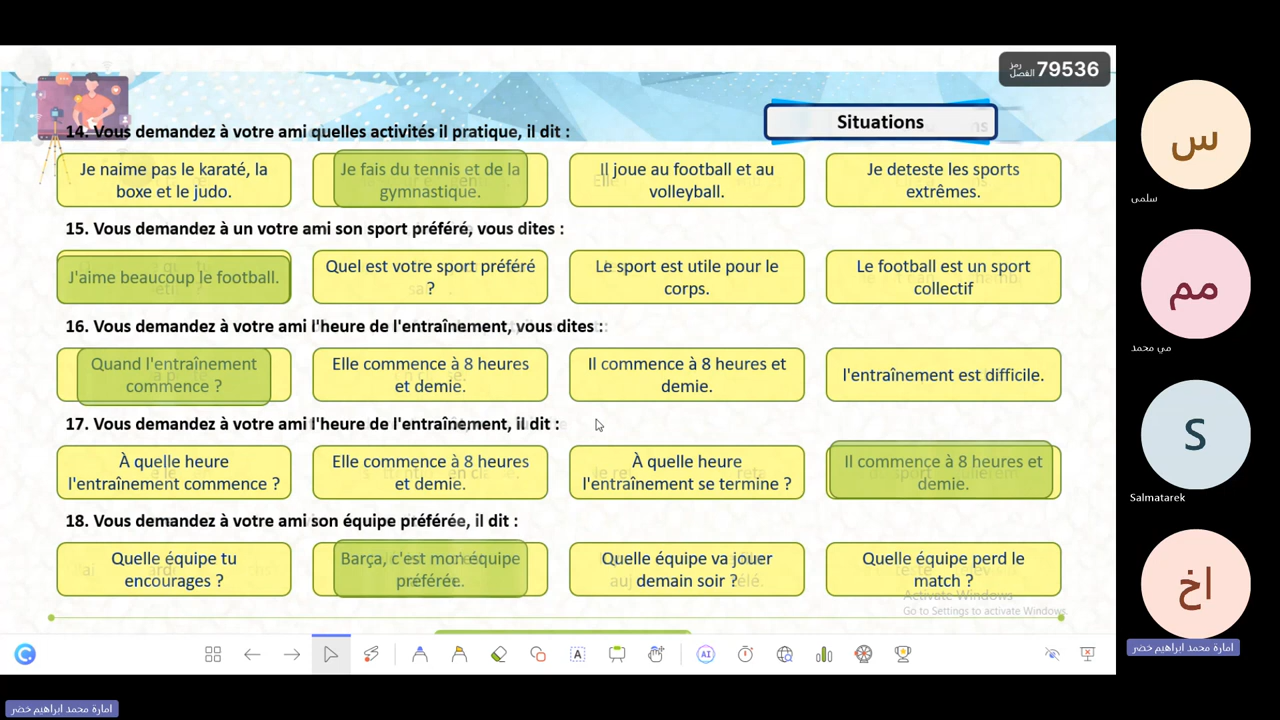 79536
رمز
الفصل
Situations
14. Vous demandez à votre ami quelles activités il pratique, il dit :
Je naime pas le karaté, la
boxe et le judo.
Je fais du tennis et de la
gymnastique.
Il joue au football et au
volleyball.
Je deteste les sports
extrêmes.
15. Vous demandez à un votre ami son sport préféré, vous dites :
J'aime beaucoup le football.
Quel est votre sport préféré
?
Le sport est utile pour le
corps.
Le football est un sport
collectif
16. Vous demandez à votre ami l'heure de l'entraînement, vous dites :
Quand l'entraînement
commence ?
Elle commence à 8 heures
et demie.
Il commence à 8 heures et
demie.
l'entraînement est difficile.
17. Vous demandez à votre ami l'heure de l'entraînement, il dit :
À quelle heure
l'entraînement commence ?
Elle commence à 8 heures
et demie.
À quelle heure
l'entraînement se termine ?
Il commence à 8 heures et
demie.
18. Vous demandez à votre ami son équipe préférée, il dit :
Quelle équipe tu
encourages ?
Barça, c'est mon équipe
préférée.
Quelle équipe va jouer
demain soir ?
Quelle équipe perd le
match ?
Activate Windows
Go to Settings to activate Windows.
AI
س
سلمى
مم
مي محمد
S
Salmatarek
اخ
امارة محمد ابراهيم خضر
امارة محمد ابراهيم خضر